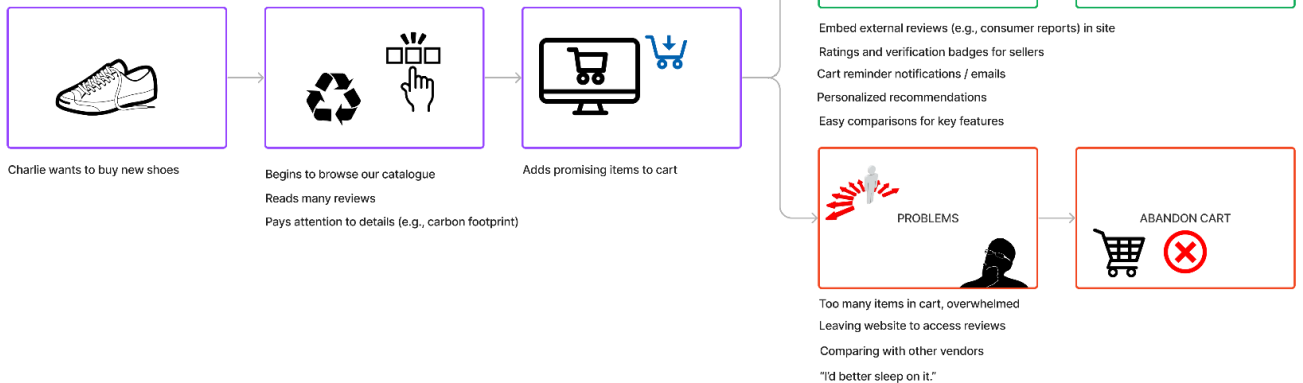 Charlie wants to buy new shoes
Begins to browse our catalogue
Reads many reviews
Pays attention to details (e.g., carbon footprint)
Adds promising items to cart
Embed external reviews (e.g., consumer reports) in site
Ratings and verification badges for sellers
Cart reminder notifications / emails
Personalized recommendations
Easy comparisons for key features
PROBLEMS
Too many items in cart, overwhelmed
Leaving website to access reviews
Comparing with other vendors
“I’d better sleep on it.”
ABANDON CART